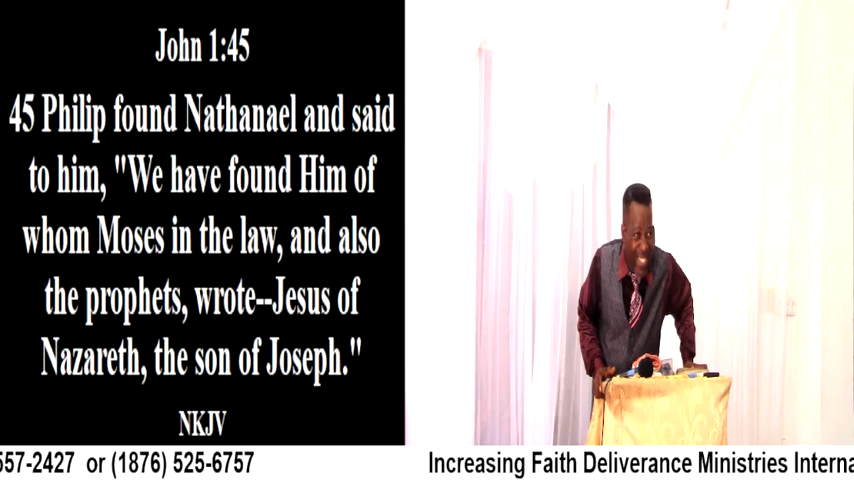 John 1:45
45 Philip found Nathanael and said
to him, "We have found Him of
whom Moses in the law, and also
the prophets, wrote--Jesus of
Nazareth, the son of Joseph."
NKJV
557-2427 or (1876) 525-6757
Increasing Faith Deliverance Ministries Interna